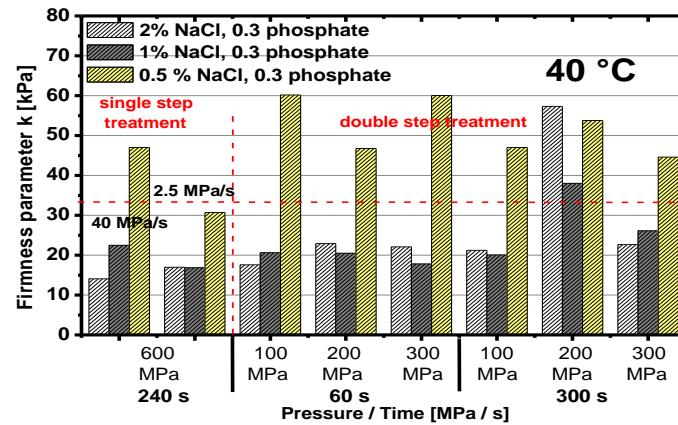 80
70
60
50
40
30
20
10
0
Firmness parameter k [kPa]
2% NaCl, 0.3 phosphate
1% NaCl, 0.3 phosphate
0.5 % NaCl, 0.3 phosphate
40 °C
single step
treatment
double step treatment
2.5 MPa/s
40 MPa/s
600 100 200 300 100 200 300
MPa MPa MPa MPa MPa MPa MPa
240 s 60 s 300 s
Pressure / Time [MPa / s]